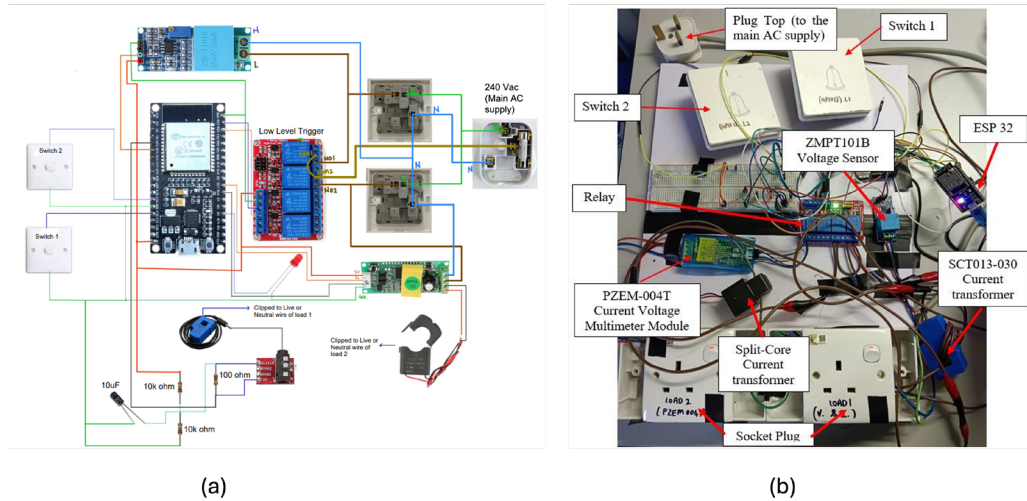 H
L
240 Vac
(Main AC
supply)
N
Low Level Trigger
N
NO1
Switch 2
N
N
NO2
Switch 1
Clipped to Live or
Neutral wire of load 1
Clipped to Live or
Neutral wire of
load 2
10uF
10k ohm
100 ohm
10k ohm
(a)
Plug Top (to the
main AC supply)
Switch 1
Switch 2
L1
L2
ZMPT101B
Voltage Sensor
ESP 32
Relay
SCT013-030
Current
transformer
PZEM-004T
Current Voltage
Multimeter Module
Split-Core
Current
transformer
LOAD 2
(PZEM 004)
LOAD 1
Socket Plug
(b)